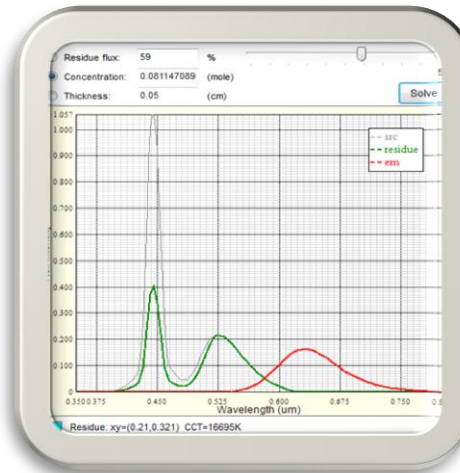 Residue flux: 59 %
Concentration: 0.081147089 (mole)
Thickness: 0.05 (cm)
Solve
1.057
1.000
0.900
0.800
0.700
0.600
0.500
0.400
0.300
0.200
0.100
0
src
residue
em
0.350 0.375 0.450 0.525 0.600 0.675 0.750
Wavelength (um)
Residue: xy=(0.21,0.321) CCT=16695K